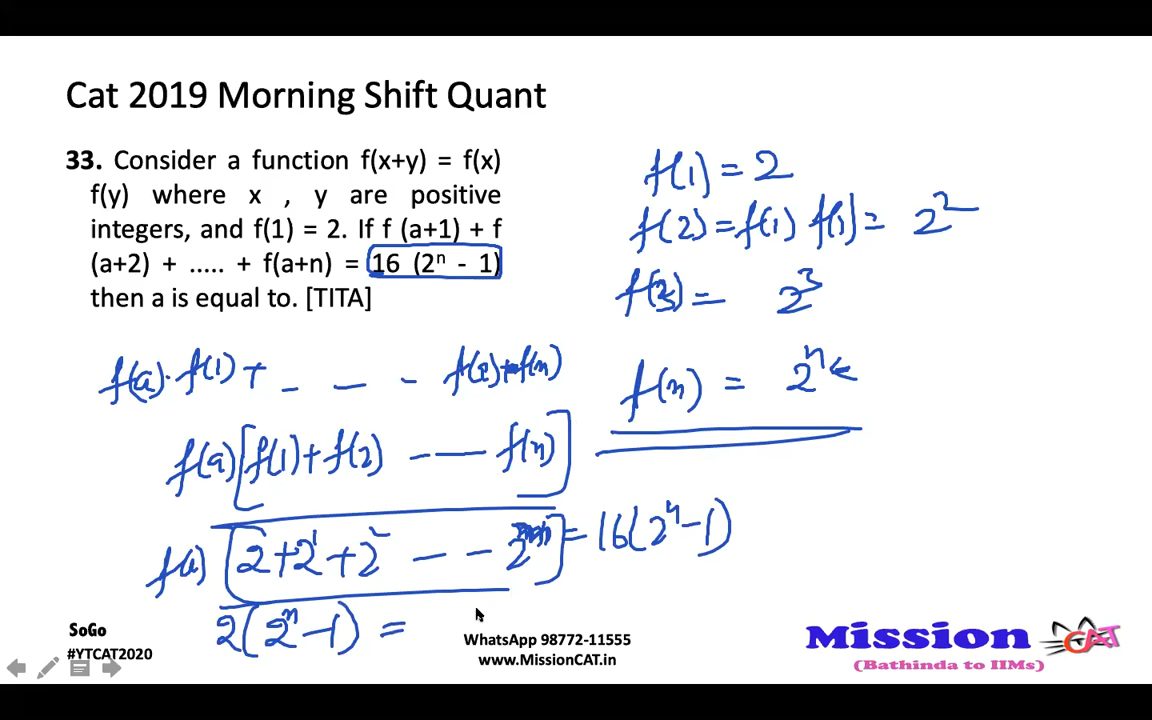 Cat 2019 Morning Shift Quant
33. Consider a function f(x+y) = f(x)
f(y) where x , y are positive
integers, and f(1) = 2. If f (a+1) + f
(a+2) + ..... + f(a+n) = 16 (2ⁿ - 1)
then a is equal to. [TITA]
f(1) = 2
f(2) = f(1) f(1) = 2²
f(3) = 2³
f(n) = 2ⁿ
f(a)· f(1) + - - - f(n)
f(a) [f(1) + f(2) ---- f(n)]
f(a) [2 + 2¹ + 2² -- 2 ] = 16(2ⁿ-1)
2(2ⁿ-1) =
SoGo
#YTCAT2020
WhatsApp 98772-11555
www.MissionCAT.in
Mission CAT
(Bathinda to IIMs)